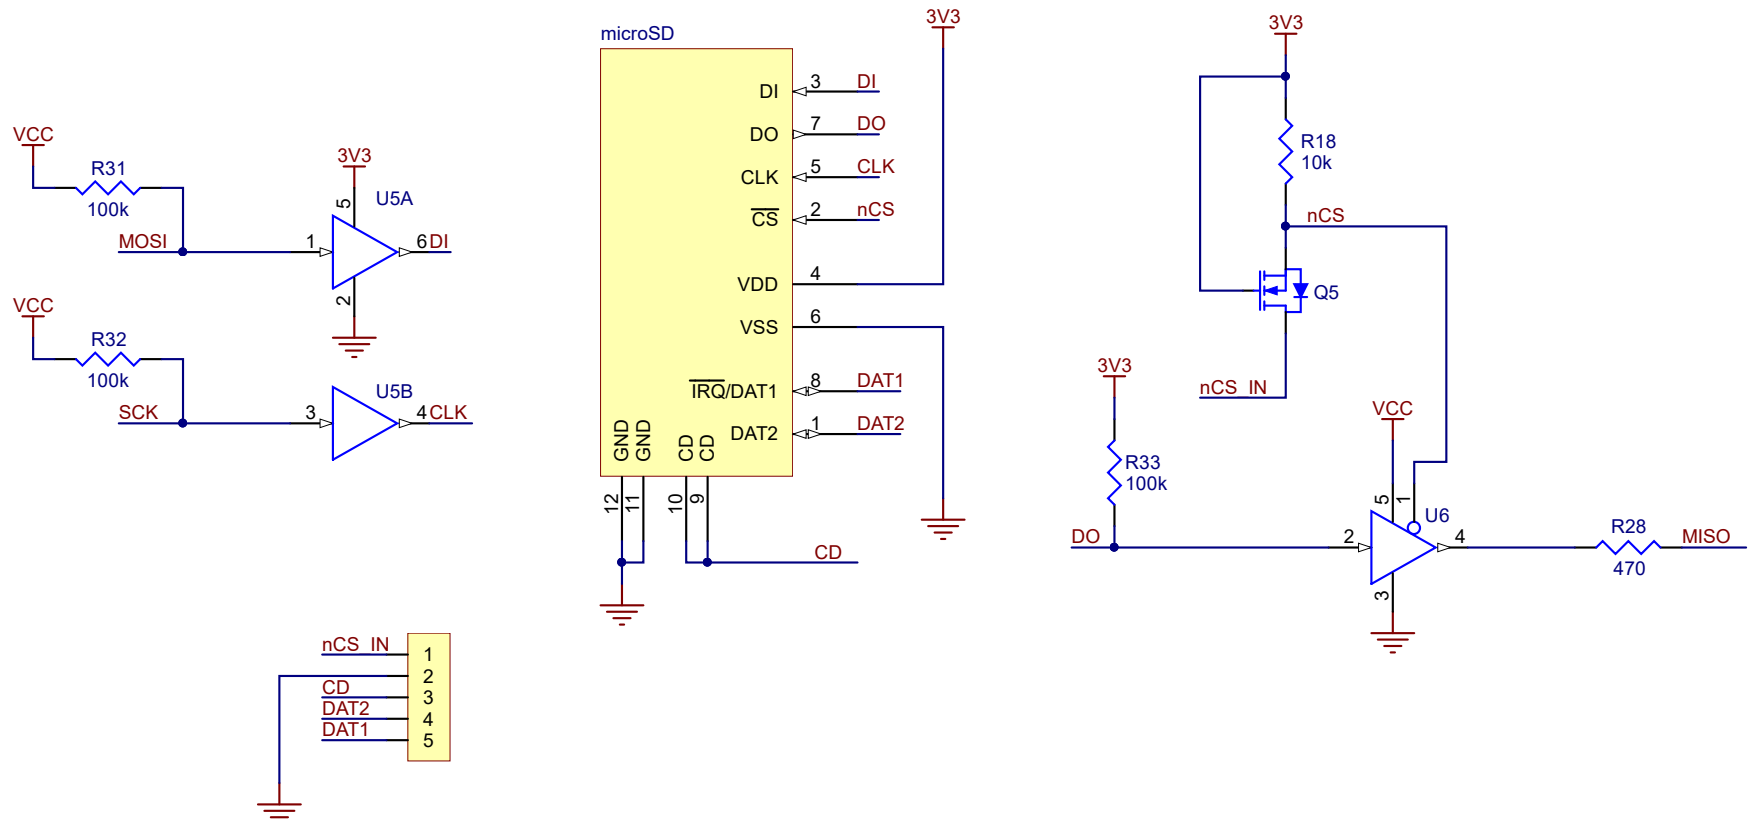 VCC
R31
100k
MOSI
1
3V3
5
U5A
6
DI
2
VCC
R32
100k
SCK
3
U5B
4
CLK
microSD
DI
3
DI
DO
7
DO
CLK
5
CLK
CS
2
nCS
VDD
4
3V3
VSS
6
IRQ/DAT1
8
DAT1
DAT2
1
DAT2
GND
GND
CD
CD
12
11
10
9
CD
nCS_IN
1
2
CD
3
DAT2
4
DAT1
5
3V3
R18
10k
nCS
Q5
nCS_IN
3V3
R33
100k
DO
2
VCC
5
1
U6
4
3
R28
470
MISO